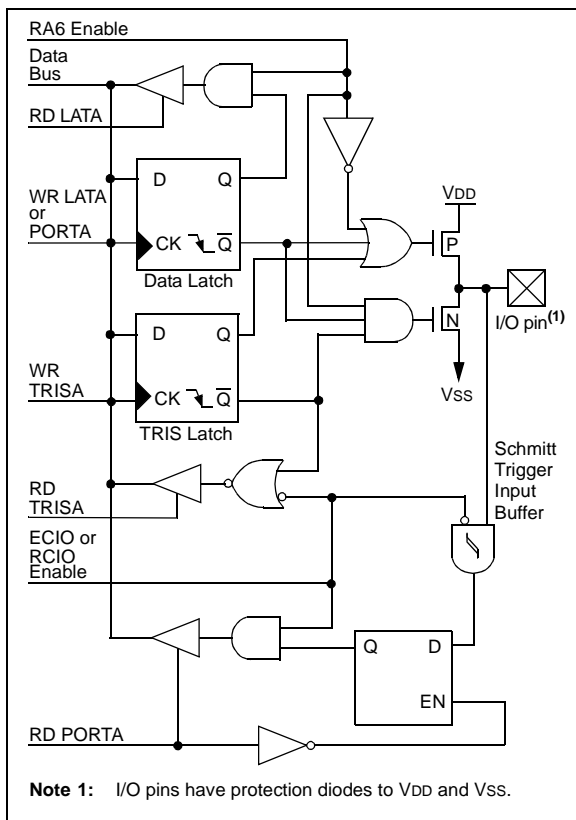 RA6 Enable
Data
Bus
RD LATA
WR LATA
or
PORTA
D
Q
CK
Q
Data Latch
VDD
P
N
I/O pin(1)
VSS
D
Q
WR
TRISA
CK
Q
TRIS Latch
Schmitt
Trigger
Input
Buffer
RD
TRISA
ECIO or
RCIO
Enable
Q
D
EN
RD PORTA
Note 1: I/O pins have protection diodes to VDD and VSS.